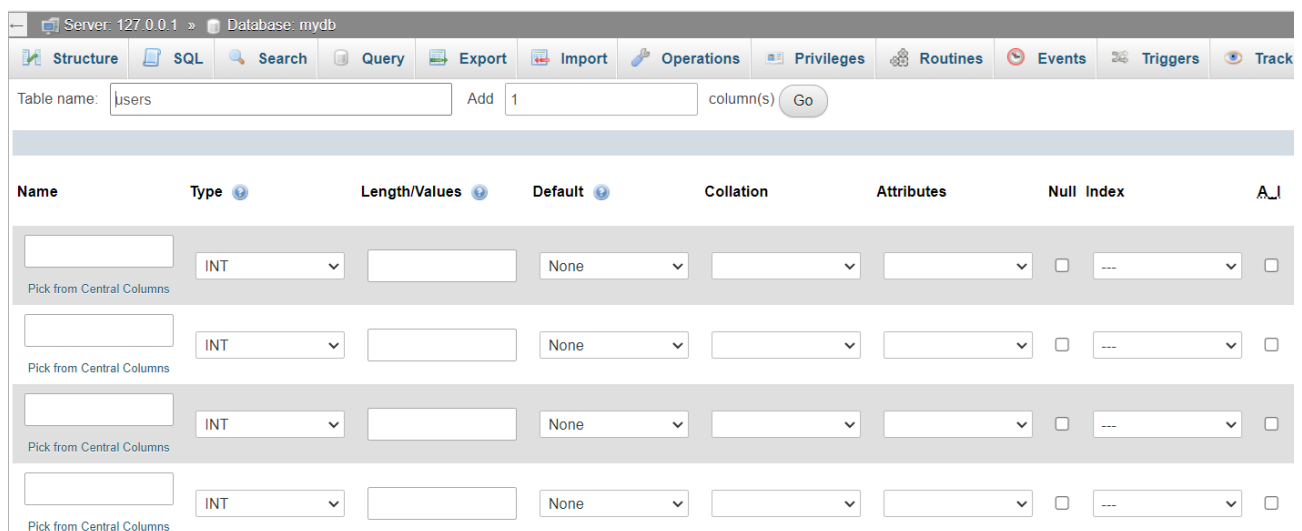 ← Server: 127.0.0.1 » Database: mydb
Structure SQL Search Query Export Import Operations Privileges Routines Events Triggers Track
Table name: users Add 1 column(s) Go
Name Type Length/Values Default Collation Attributes Null Index A_I
INT None ---
Pick from Central Columns
INT None ---
Pick from Central Columns
INT None ---
Pick from Central Columns
INT None ---
Pick from Central Columns